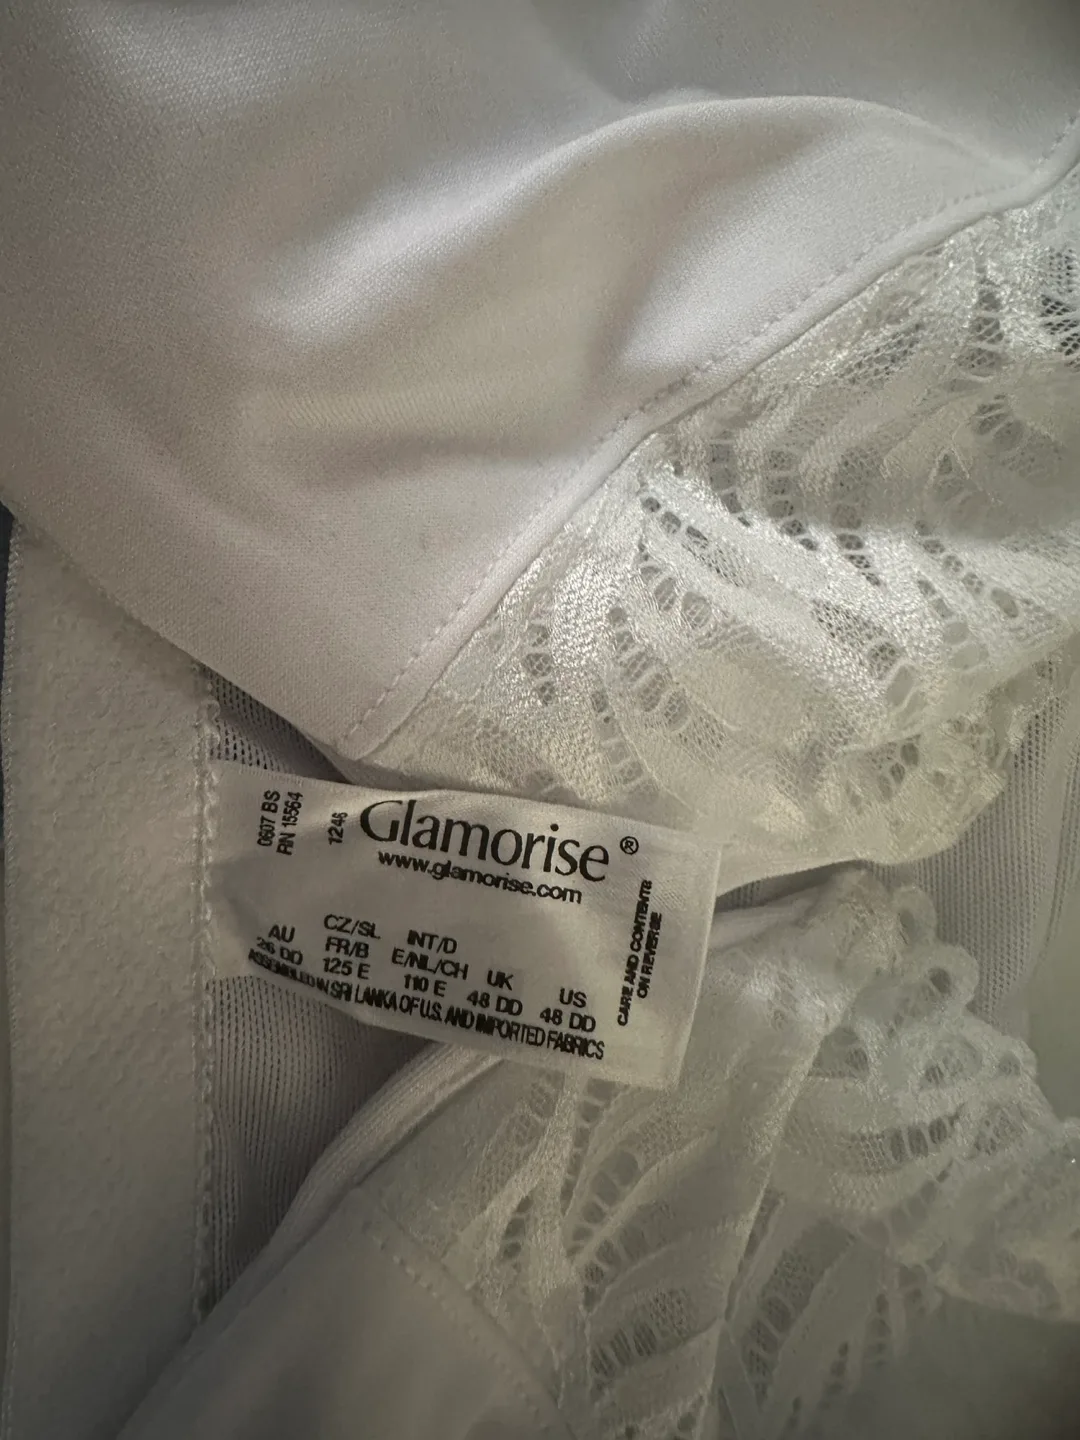 0607 BS
RN 15564
1246
Glamorise®
www.glamorise.com
AU
26 DD
CZ/SL
FR/B
125 E
INT/D
E/NL/CH
110 E
UK
48 DD
US
48 DD
ASSEMBLED IN SRI LANKA OF U.S. AND IMPORTED FABRICS
CARE AND CONTENTS
ON REVERSE